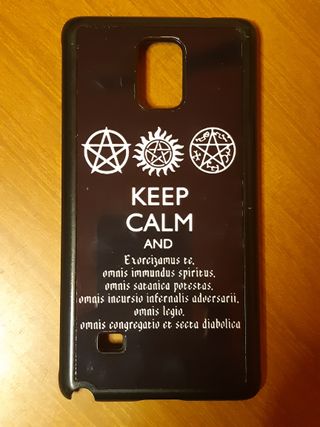 KEEP
CALM
AND
Exorcizamus te,
omnis immundus spiritus,
omnis satanica potestas,
omnis incursio infernalis adversarii,
omnis legio,
omnis congregatio et secta diabolica